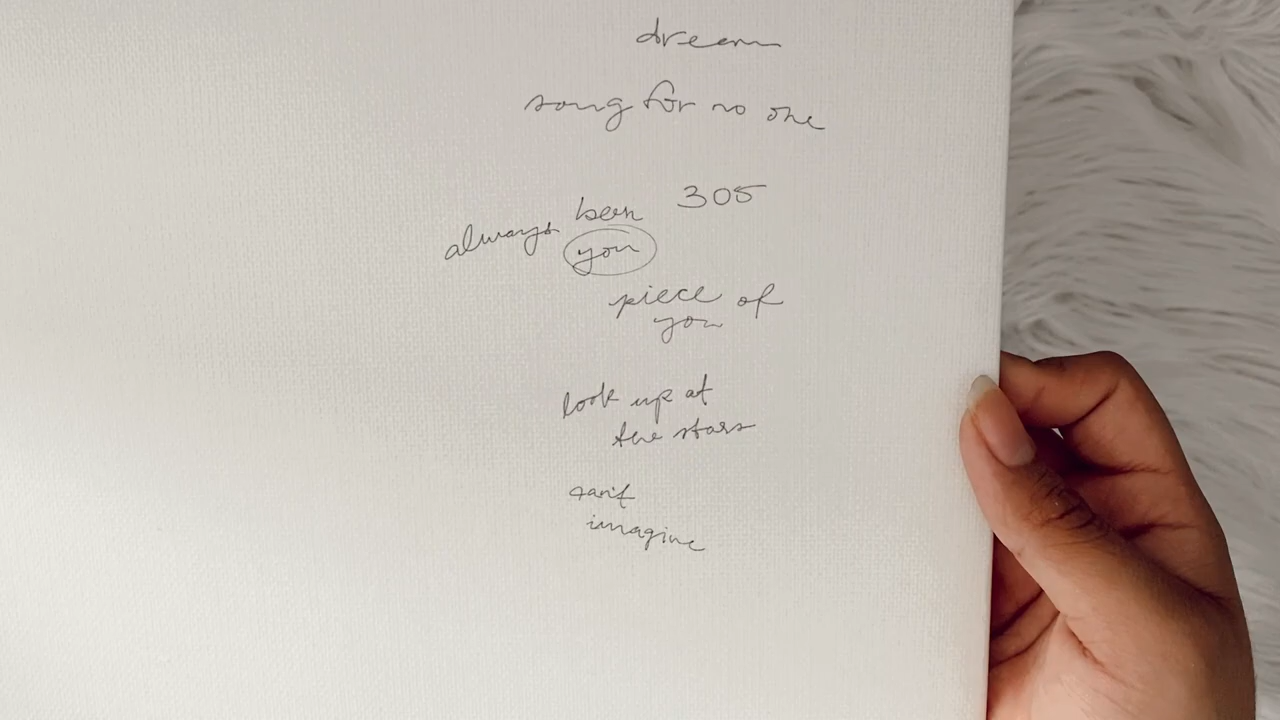 dream
song for no one
305
always been
you
piece of
you
look up at
the stars
can't
imagine